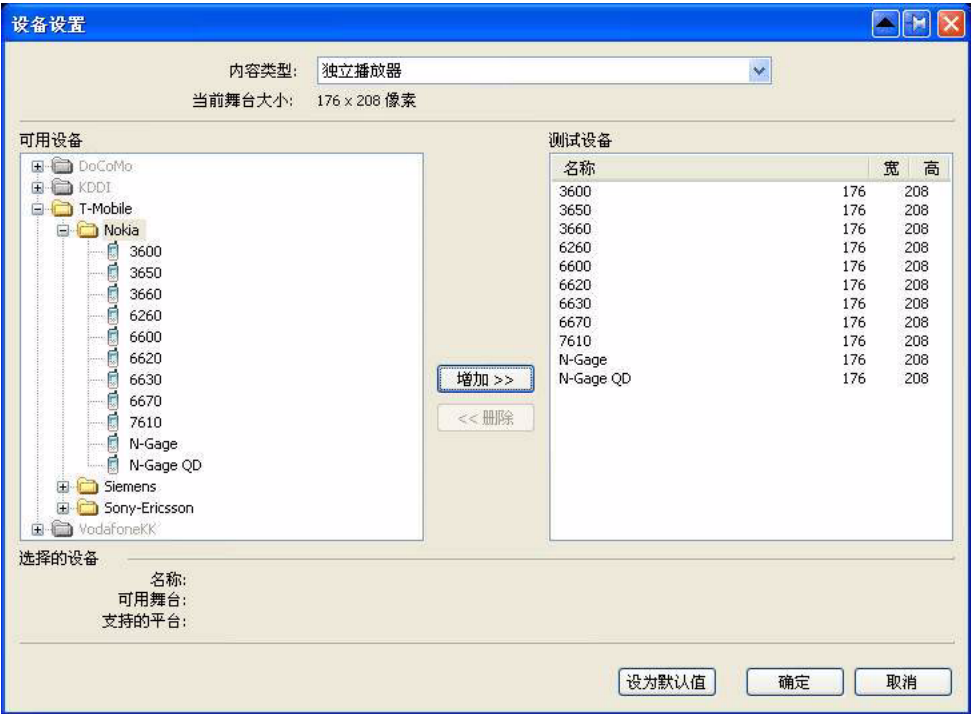 设备设置
内容类型: 独立播放器
当前舞台大小: 176 x 208 像素
可用设备
DoCoMo
KDDI
T-Mobile
Nokia
3600
3650
3660
6260
6600
6620
6630
6670
7610
N-Gage
N-Gage QD
Siemens
Sony-Ericsson
VodafoneKK
增加 >>
<< 删除
测试设备
名称 宽 高
3600 176 208
3650 176 208
3660 176 208
6260 176 208
6600 176 208
6620 176 208
6630 176 208
6670 176 208
7610 176 208
N-Gage 176 208
N-Gage QD 176 208
选择的设备
名称:
可用舞台:
支持的平台:
设为默认值 确定 取消